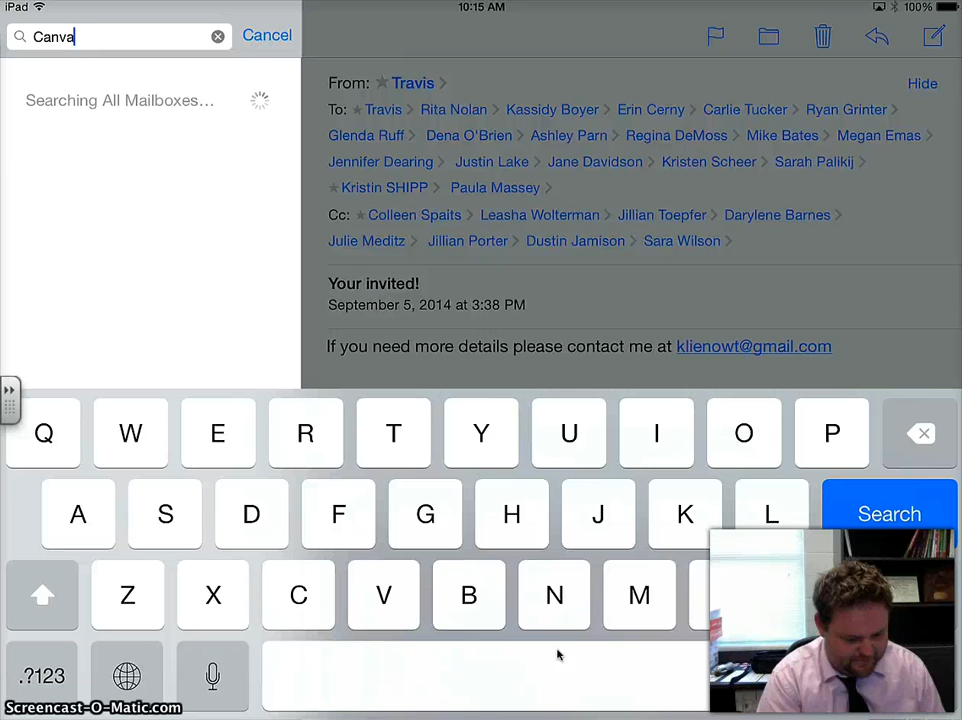 iPad 10:15 AM 100%
Canva Cancel
Searching All Mailboxes...
From: Travis Hide
To: Travis Rita Nolan Kassidy Boyer Erin Cerny Carlie Tucker Ryan Grinter
Glenda Ruff Dena O'Brien Ashley Parn Regina DeMoss Mike Bates Megan Emas
Jennifer Dearing Justin Lake Jane Davidson Kristen Scheer Sarah Palikij
Kristin SHIPP Paula Massey
Cc: Colleen Spaits Leasha Wolterman Jillian Toepfer Darylene Barnes
Julie Meditz Jillian Porter Dustin Jamison Sara Wilson
Your invited!
September 5, 2014 at 3:38 PM
If you need more details please contact me at klienowt@gmail.com
Q W E R T Y U I O P
A S D F G H J K L Search
Z X C V B N M
.?123
Screencast-O-Matic.com